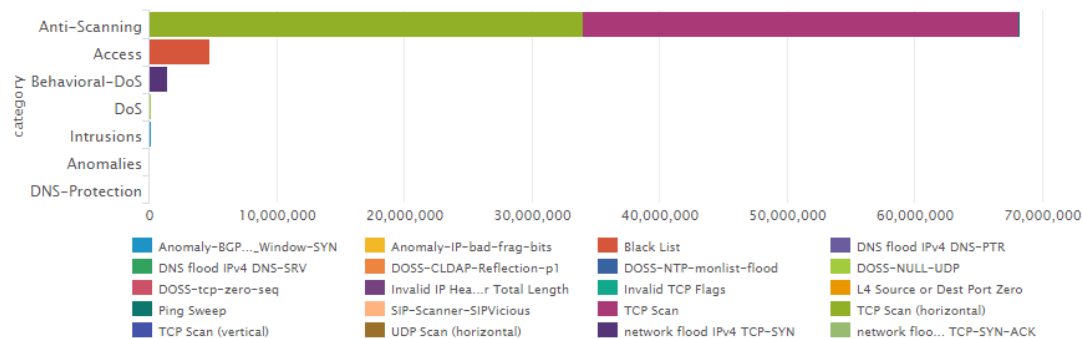 Anti-Scanning
Access
Behavioral-DoS
DoS
Intrusions
Anomalies
DNS-Protection
category
0 10,000,000 20,000,000 30,000,000 40,000,000 50,000,000 60,000,000 70,000,000
Anomaly-BGP..._Window-SYN Anomaly-IP-bad-frag-bits Black List DNS flood IPv4 DNS-PTR
DNS flood IPv4 DNS-SRV DOSS-CLDAP-Reflection-p1 DOSS-NTP-monlist-flood DOSS-NULL-UDP
DOSS-tcp-zero-seq Invalid IP Hea...r Total Length Invalid TCP Flags L4 Source or Dest Port Zero
Ping Sweep SIP-Scanner-SIPVicious TCP Scan TCP Scan (horizontal)
TCP Scan (vertical) UDP Scan (horizontal) network flood IPv4 TCP-SYN network floo... TCP-SYN-ACK